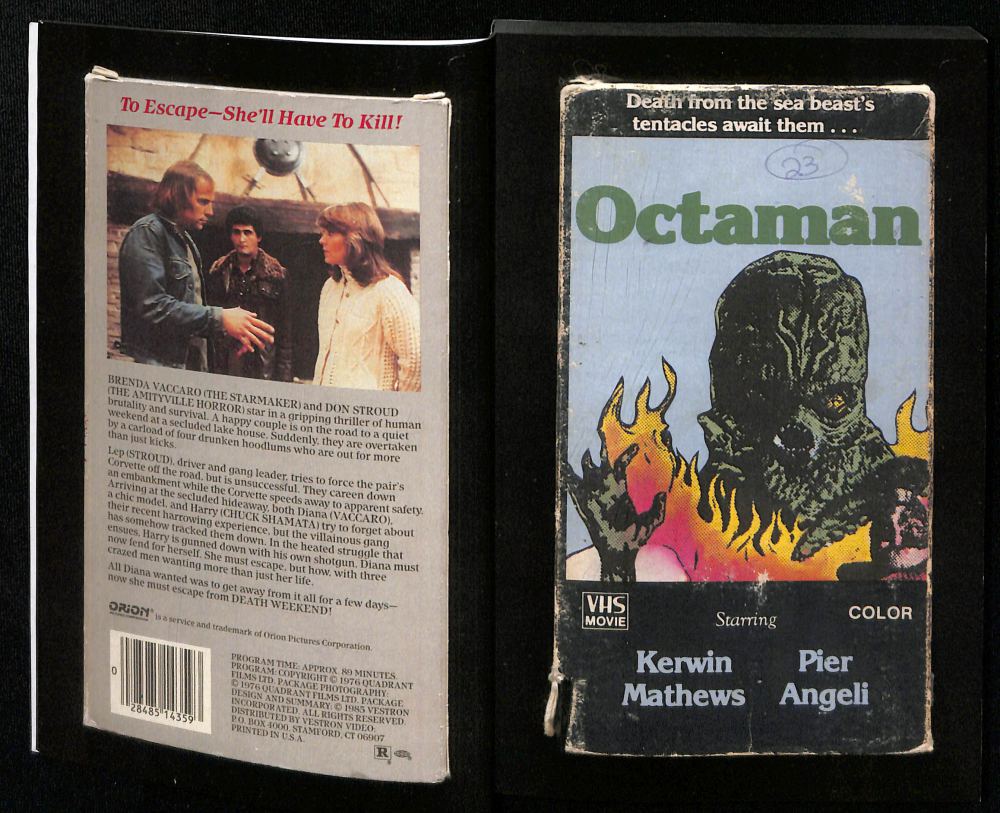 To Escape—She'll Have To Kill!
BRENDA VACCARO (THE STARMAKER) and DON STROUD
(THE AMITYVILLE HORROR) star in a gripping thriller of human
brutality and survival. A happy couple is on the road to a quiet
weekend at a secluded lake house. Suddenly, they are overtaken
by a carload of four drunken hoodlums who are out for more
than just kicks.
Lep (STROUD), driver and gang leader, tries to force the pair's
Corvette off the road, but is unsuccessful. They careen down
an embankment while the Corvette speeds away to apparent safety.
Arriving at the secluded hideaway, both Diana (VACCARO),
a chic model, and Harry (CHUCK SHAMATA) try to forget about
their recent harrowing experience, but the villainous gang
has somehow tracked them down. In the heated struggle that
ensues, Harry is gunned down with his own shotgun. Diana must
now fend for herself. She must escape, but how, with three
crazed men wanting more than just her life.
All Diana wanted was to get away from it all for a few days—
now she must escape from DEATH WEEKEND!
ORION is a service and trademark of Orion Pictures Corporation.
0 28485 14359
PROGRAM TIME: APPROX. 89 MINUTES.
PROGRAM: COPYRIGHT © 1976 QUADRANT
FILMS LTD. PACKAGE PHOTOGRAPHY:
© 1976 QUADRANT FILMS LTD. PACKAGE
DESIGN AND SUMMARY: © 1985 VESTRON
INCORPORATED. ALL RIGHTS RESERVED.
DISTRIBUTED BY VESTRON VIDEO;
P.O. BOX 4000, STAMFORD, CT 06907
PRINTED IN U.S.A.
R
Death from the sea beast's
tentacles await them . . .
23
Octaman
VHS
MOVIE
Starring
COLOR
Kerwin Pier
Mathews Angeli